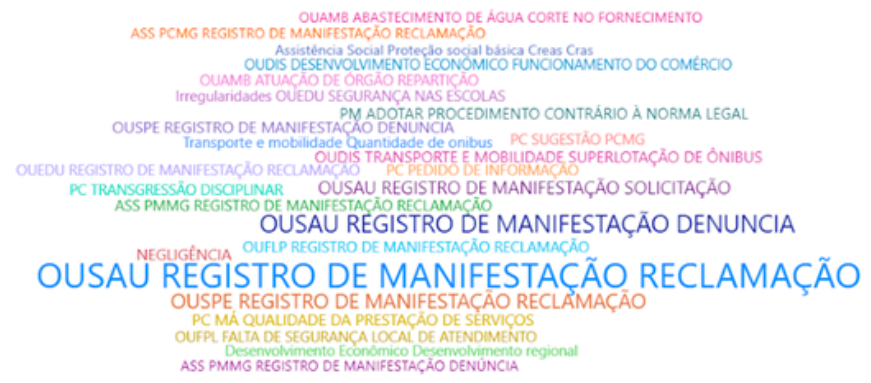 OUAMB ABASTECIMENTO DE ÁGUA CORTE NO FORNECIMENTO
ASS PCMG REGISTRO DE MANIFESTAÇÃO RECLAMAÇÃO
Assistência Social Proteção social básica Creas Cras
OUDIS DESENVOLVIMENTO ECONÔMICO FUNCIONAMENTO DO COMÉRCIO
OUAMB ATUAÇÃO DE ÓRGÃO REPARTIÇÃO
Irregularidades OUEDU SEGURANÇA NAS ESCOLAS
PM ADOTAR PROCEDIMENTO CONTRÁRIO À NORMA LEGAL
OUSPE REGISTRO DE MANIFESTAÇÃO DENUNCIA
Transporte e mobilidade Quantidade de onibus
PC SUGESTÃO PCMG
OUDIS TRANSPORTE E MOBILIDADE SUPERLOTAÇÃO DE ÔNIBUS
OUEDU REGISTRO DE MANIFESTAÇÃO RECLAMAÇÃO
PC PEDIDO DE INFORMAÇÃO
PC TRANSGRESSÃO DISCIPLINAR
OUSAU REGISTRO DE MANIFESTAÇÃO SOLICITAÇÃO
ASS PMMG REGISTRO DE MANIFESTAÇÃO RECLAMAÇÃO
OUSAU REGISTRO DE MANIFESTAÇÃO DENUNCIA
OUFLP REGISTRO DE MANIFESTAÇÃO RECLAMAÇÃO
NEGLIGÊNCIA
OUSAU REGISTRO DE MANIFESTAÇÃO RECLAMAÇÃO
OUSPE REGISTRO DE MANIFESTAÇÃO RECLAMAÇÃO
PC MÁ QUALIDADE DA PRESTAÇÃO DE SERVIÇOS
OUFPL FALTA DE SEGURANÇA LOCAL DE ATENDIMENTO
Desenvolvimento Econômico Desenvolvimento regional
ASS PMMG REGISTRO DE MANIFESTAÇÃO DENÚNCIA